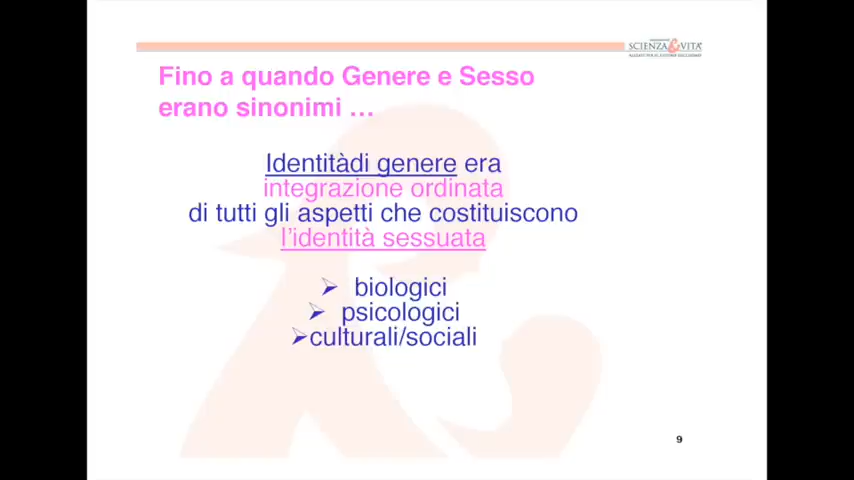 SCIENZA & VITA
Fino a quando Genere e Sesso
erano sinonimi …
Identitàdi genere era
integrazione ordinata
di tutti gli aspetti che costituiscono
l'identità sessuata
➢ biologici
➢ psicologici
➢culturali/sociali
9